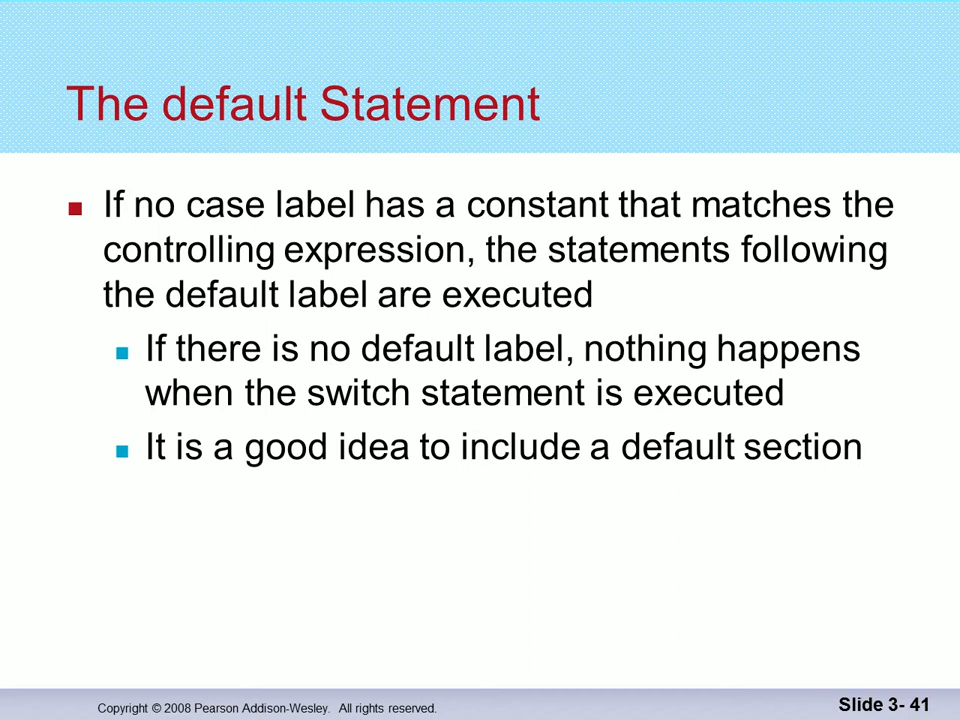 The default Statement
If no case label has a constant that matches the
controlling expression, the statements following
the default label are executed
If there is no default label, nothing happens
when the switch statement is executed
It is a good idea to include a default section
Copyright © 2008 Pearson Addison-Wesley. All rights reserved.
Slide 3- 41